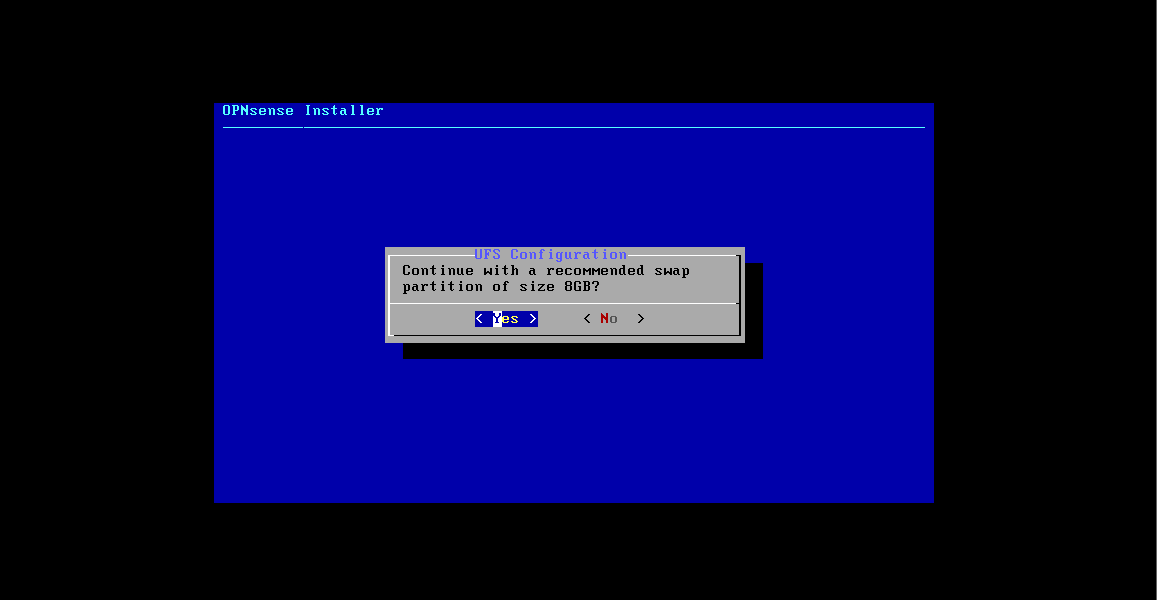 OPNsense Installer
UFS Configuration
Continue with a recommended swap
partition of size 8GB?
< Yes > < No >